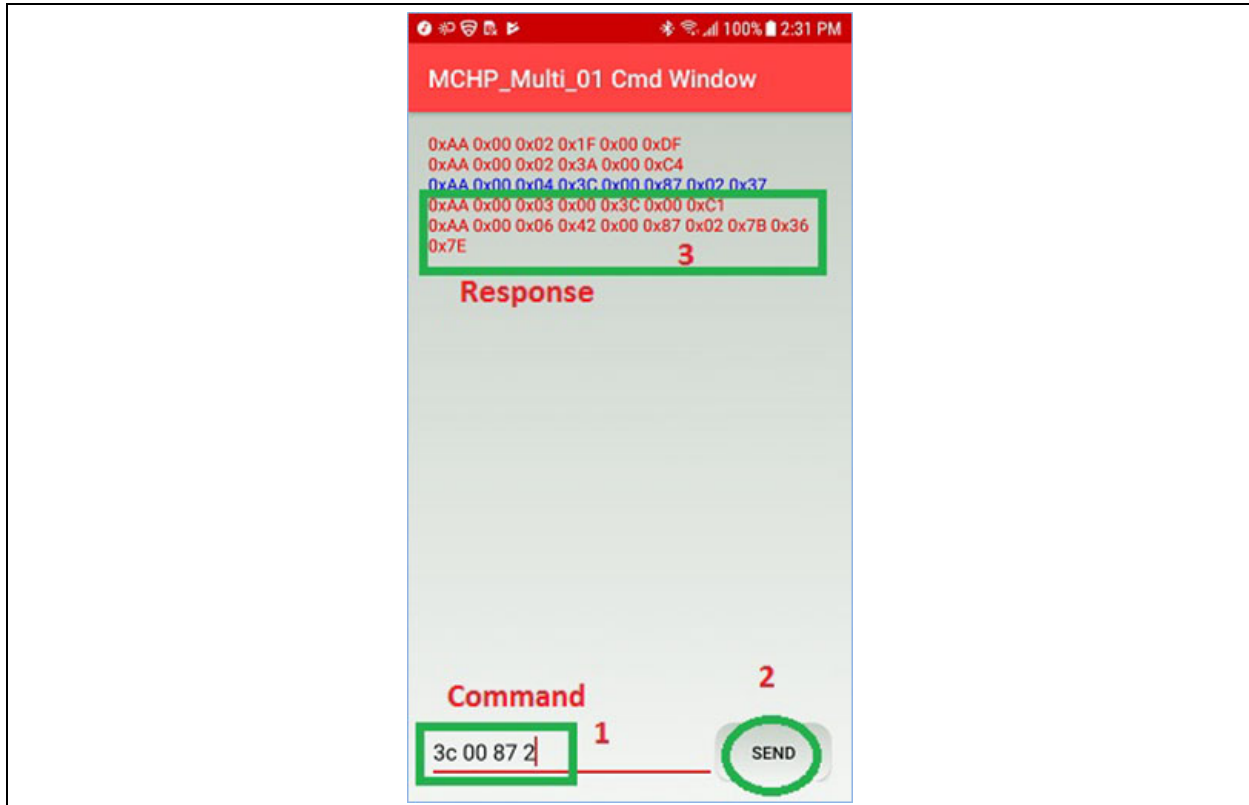 100% 2:31 PM
MCHP_Multi_01 Cmd Window
0xAA 0x00 0x02 0x1F 0x00 0xDF
0xAA 0x00 0x02 0x3A 0x00 0xC4
0xAA 0x00 0x04 0x3C 0x00 0x87 0x02 0x37
0xAA 0x00 0x03 0x00 0x3C 0x00 0xC1
0xAA 0x00 0x06 0x42 0x00 0x87 0x02 0x7B 0x36
0x7E
3
Response
2
Command
1
3c 00 87 2
SEND